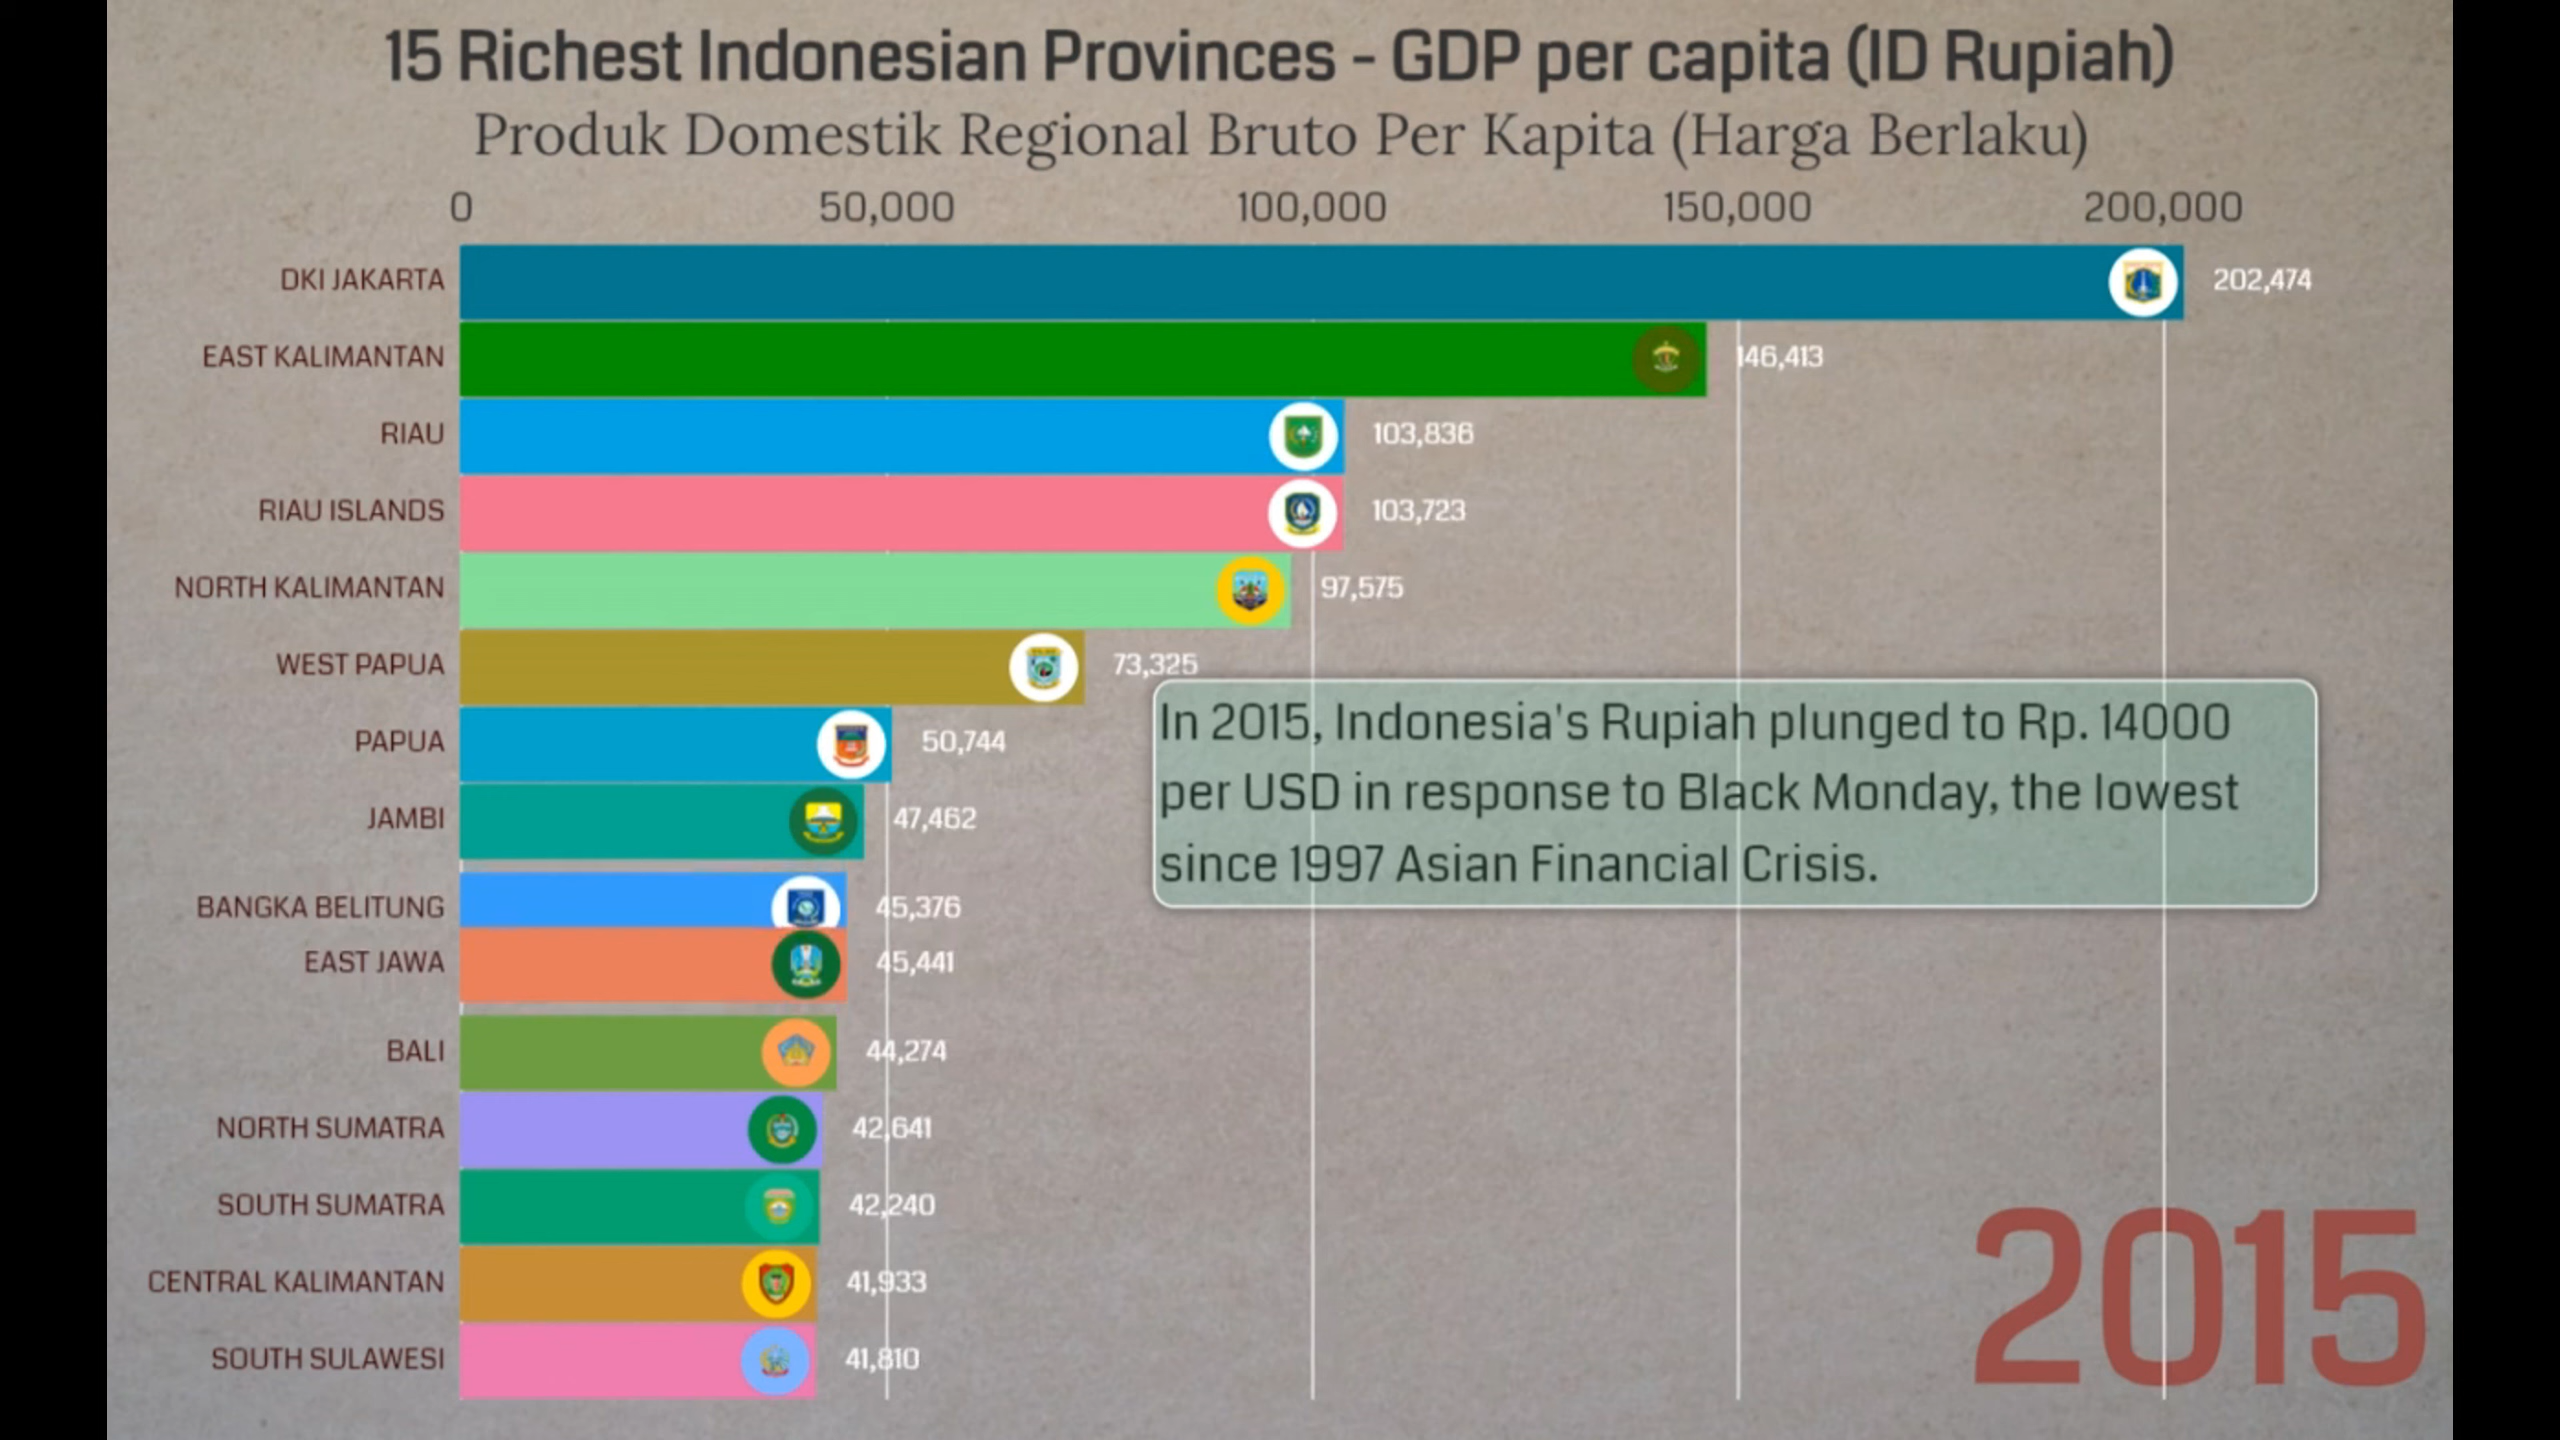 15 Richest Indonesian Provinces - GDP per capita (ID Rupiah)
Produk Domestik Regional Bruto Per Kapita (Harga Berlaku)
0 50,000 100,000 150,000 200,000
DKI JAKARTA 202,474
EAST KALIMANTAN 146,413
RIAU 103,836
RIAU ISLANDS 103,723
NORTH KALIMANTAN 97,575
WEST PAPUA 73,325
PAPUA 50,744
JAMBI 47,462
BANGKA BELITUNG 45,376
EAST JAWA 45,441
BALI 44,274
NORTH SUMATRA 42,641
SOUTH SUMATRA 42,240
CENTRAL KALIMANTAN 41,933
SOUTH SULAWESI 41,810
In 2015, Indonesia's Rupiah plunged to Rp. 14000
per USD in response to Black Monday, the lowest
since 1997 Asian Financial Crisis.
2015